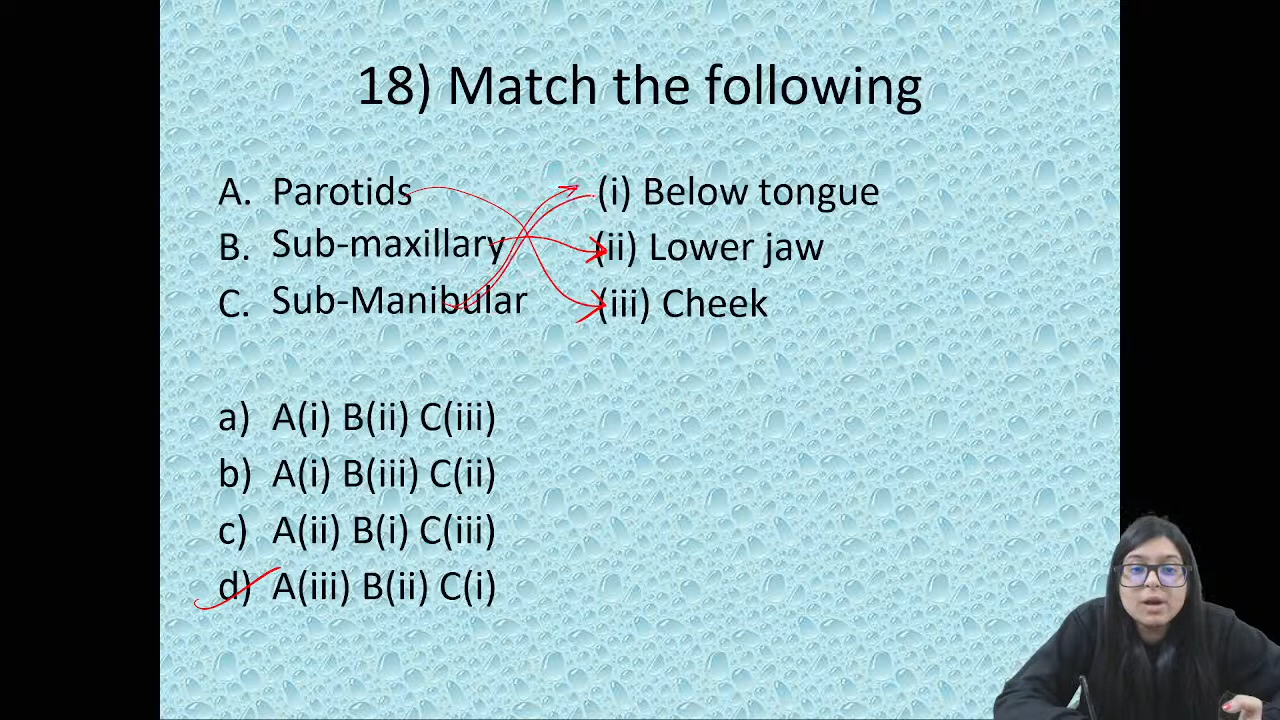 18) Match the following
A. Parotids (i) Below tongue
B. Sub-maxillary (ii) Lower jaw
C. Sub-Manibular (iii) Cheek
a) A(i) B(ii) C(iii)
b) A(i) B(iii) C(ii)
c) A(ii) B(i) C(iii)
d) A(iii) B(ii) C(i)